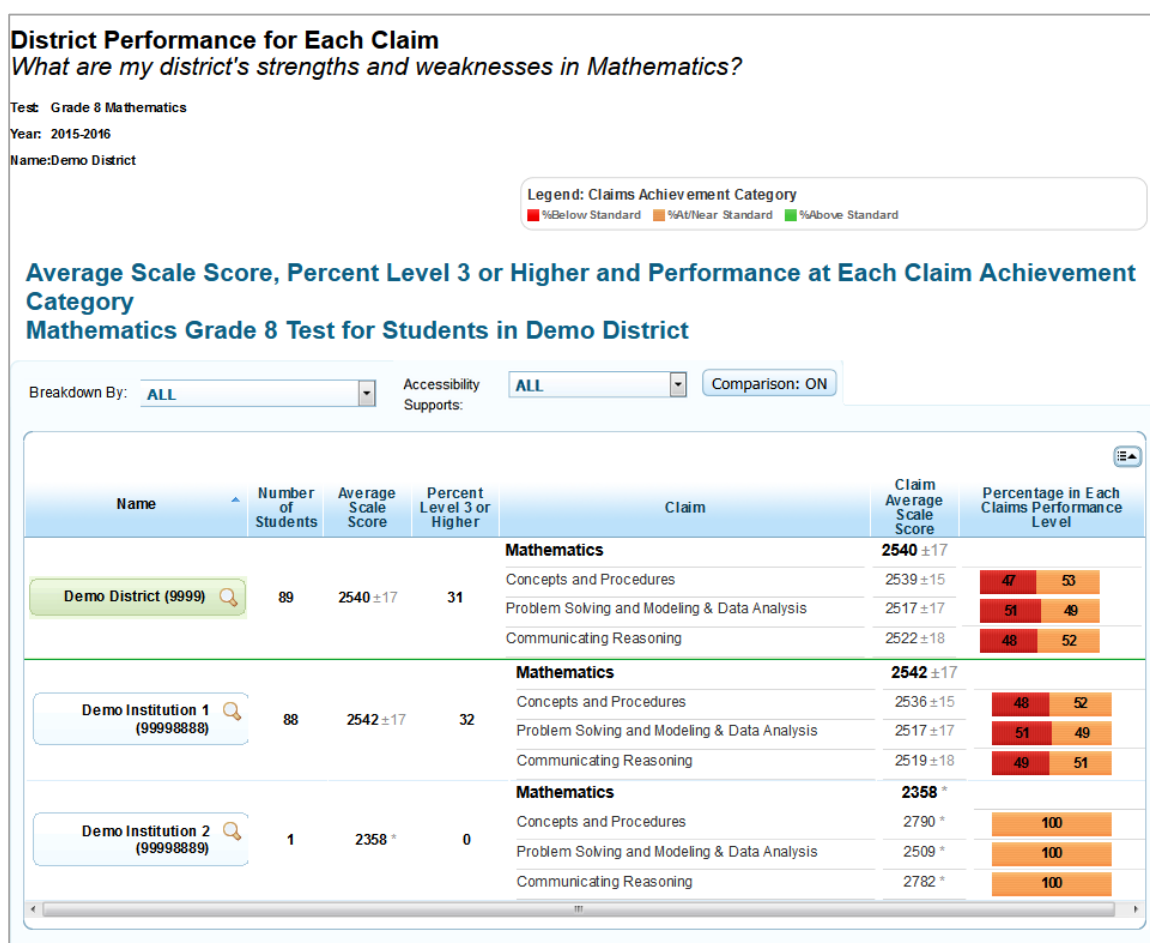 District Performance for Each Claim
What are my district's strengths and weaknesses in Mathematics?
Test: Grade 8 Mathematics
Year: 2015-2016
Name:Demo District
Legend: Claims Achievement Category
%Below Standard %At/Near Standard %Above Standard
Average Scale Score, Percent Level 3 or Higher and Performance at Each Claim Achievement
Category
Mathematics Grade 8 Test for Students in Demo District
Breakdown By: ALL
Accessibility Supports: ALL
Comparison: ON
Name
Number of Students
Average Scale Score
Percent Level 3 or Higher
Claim
Claim Average Scale Score
Percentage in Each Claims Performance Level
Demo District (9999) 89 2540 ±17 31
Mathematics 2540 ±17
Concepts and Procedures 2539 ±15 47 53
Problem Solving and Modeling & Data Analysis 2517 ±17 51 49
Communicating Reasoning 2522 ±18 48 52
Demo Institution 1 (99998888) 88 2542 ±17 32
Mathematics 2542 ±17
Concepts and Procedures 2536 ±15 48 52
Problem Solving and Modeling & Data Analysis 2517 ±17 51 49
Communicating Reasoning 2519 ±18 49 51
Demo Institution 2 (99998889) 1 2358 * 0
Mathematics 2358 *
Concepts and Procedures 2790 * 100
Problem Solving and Modeling & Data Analysis 2509 * 100
Communicating Reasoning 2782 * 100